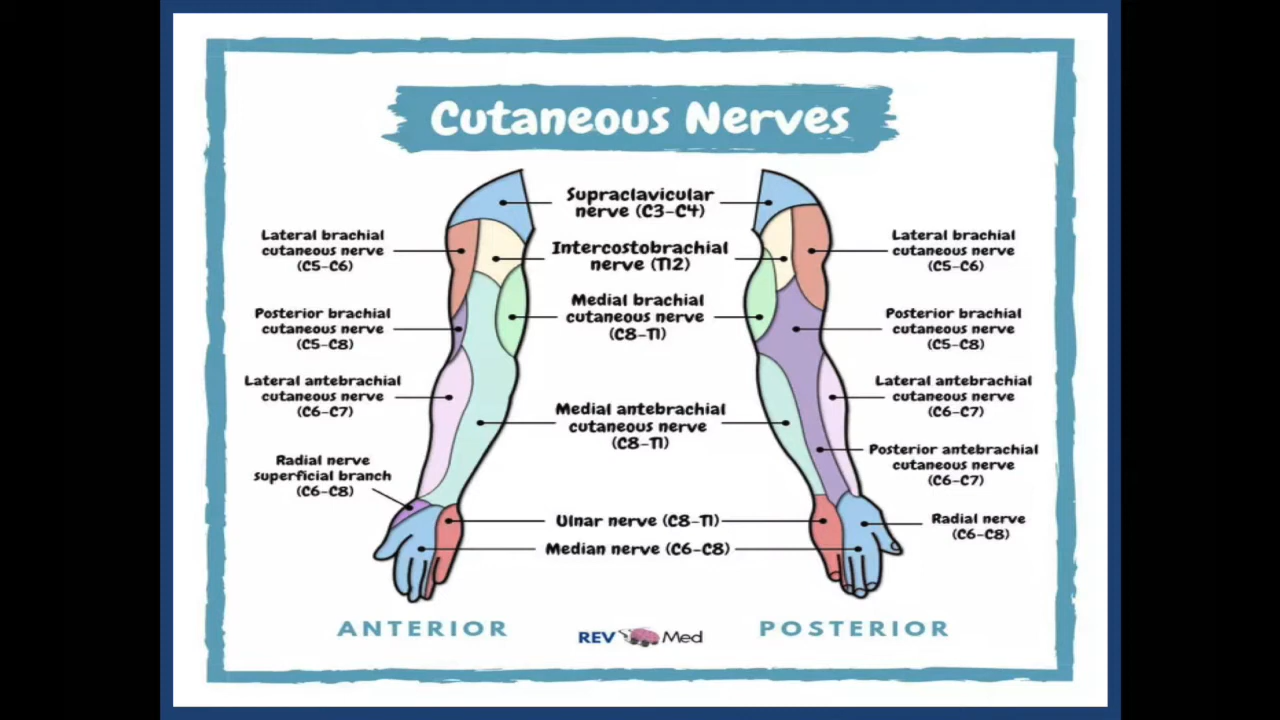 Cutaneous Nerves
Supraclavicular
nerve (C3-C4)
Lateral brachial
cutaneous nerve
(C5-C6)
Intercostobrachial
nerve (T12)
Lateral brachial
cutaneous nerve
(C5-C6)
Posterior brachial
cutaneous nerve
(C5-C8)
Medial brachial
cutaneous nerve
(C8-T1)
Posterior brachial
cutaneous nerve
(C5-C8)
Lateral antebrachial
cutaneous nerve
(C6-C7)
Medial antebrachial
cutaneous nerve
(C8-T1)
Lateral antebrachial
cutaneous nerve
(C6-C7)
Radial nerve
superficial branch
(C6-C8)
Posterior antebrachial
cutaneous nerve
(C6-C7)
Ulnar nerve (C8-T1)
Median nerve (C6-C8)
Radial nerve
(C6-C8)
ANTERIOR
REV Med
POSTERIOR